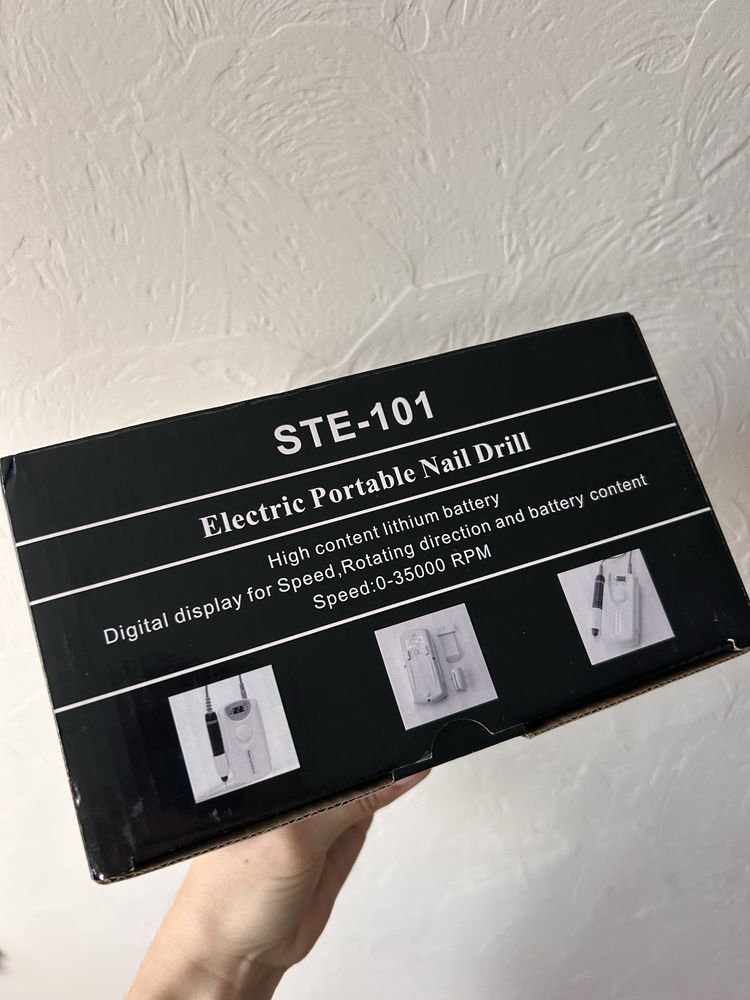 STE-101
Electric Portable Nail Drill
High content lithium battery
Digital display for Speed,Rotating direction and battery content
Speed:0-35000 RPM